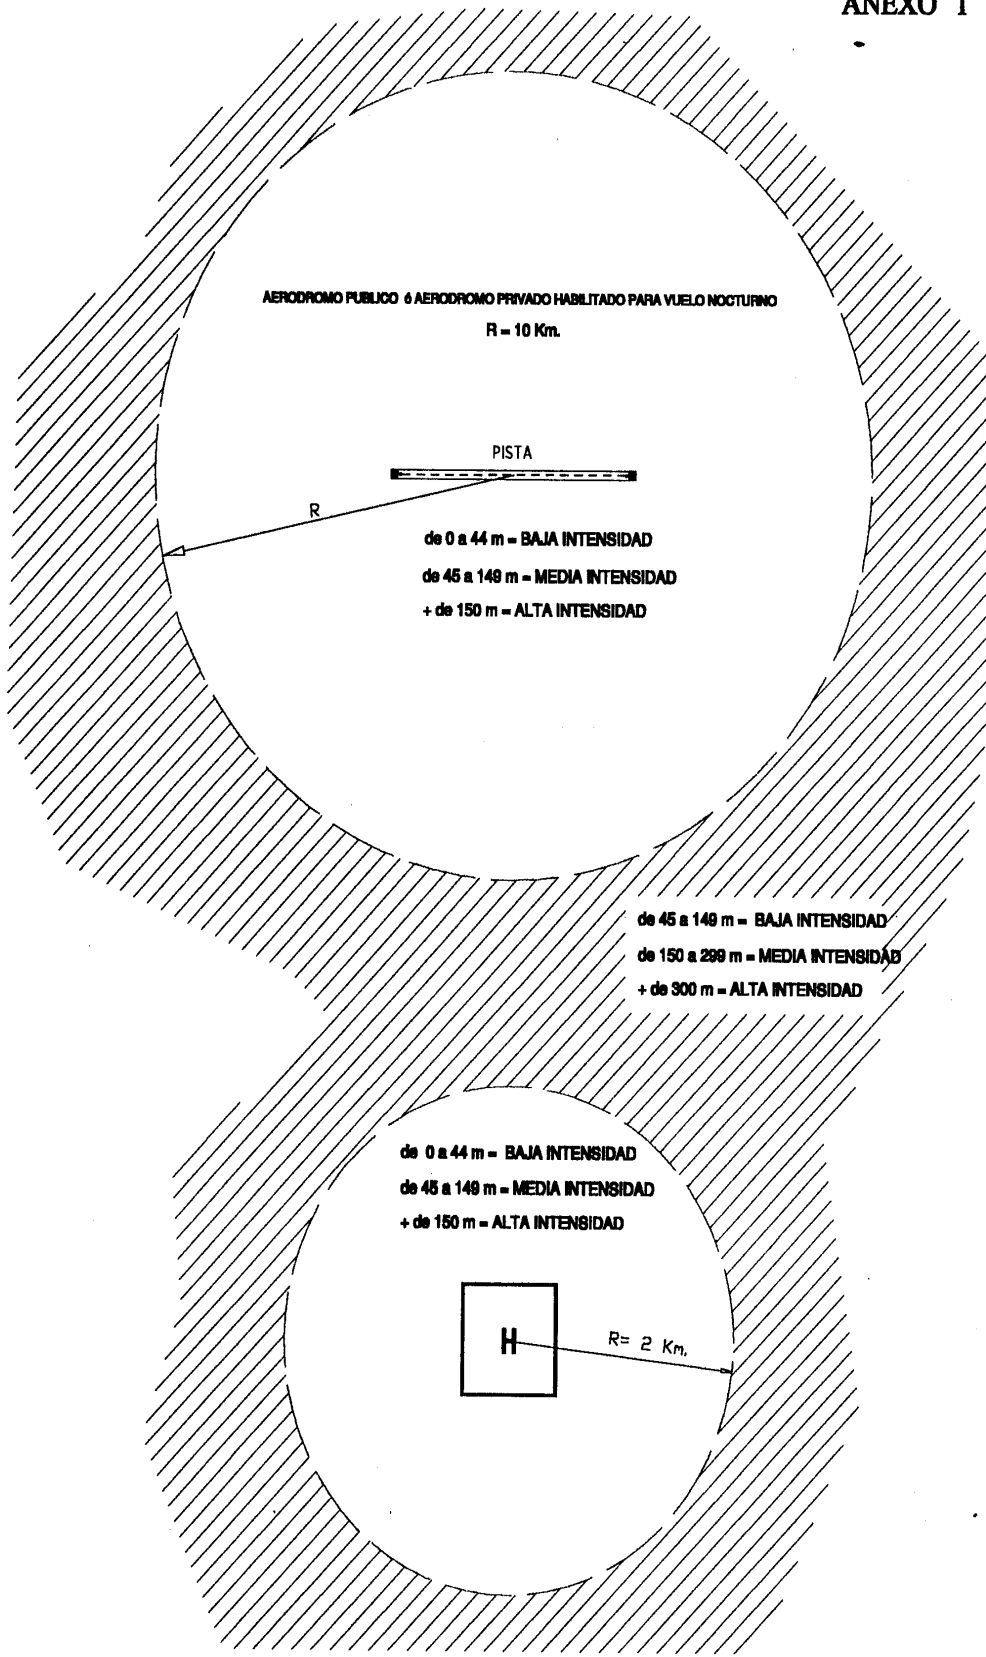 ANEXO 1
AERODROMO PUBLICO ó AERODROMO PRIVADO HABILITADO PARA VUELO NOCTURNO
R = 10 Km.
PISTA
R
de 0 a 44 m = BAJA INTENSIDAD
de 45 a 149 m = MEDIA INTENSIDAD
+ de 150 m = ALTA INTENSIDAD
de 45 a 149 m = BAJA INTENSIDAD
de 150 a 299 m = MEDIA INTENSIDAD
+ de 300 m = ALTA INTENSIDAD
de 0 a 44 m = BAJA INTENSIDAD
de 45 a 149 m = MEDIA INTENSIDAD
+ de 150 m = ALTA INTENSIDAD
H
R= 2 Km.